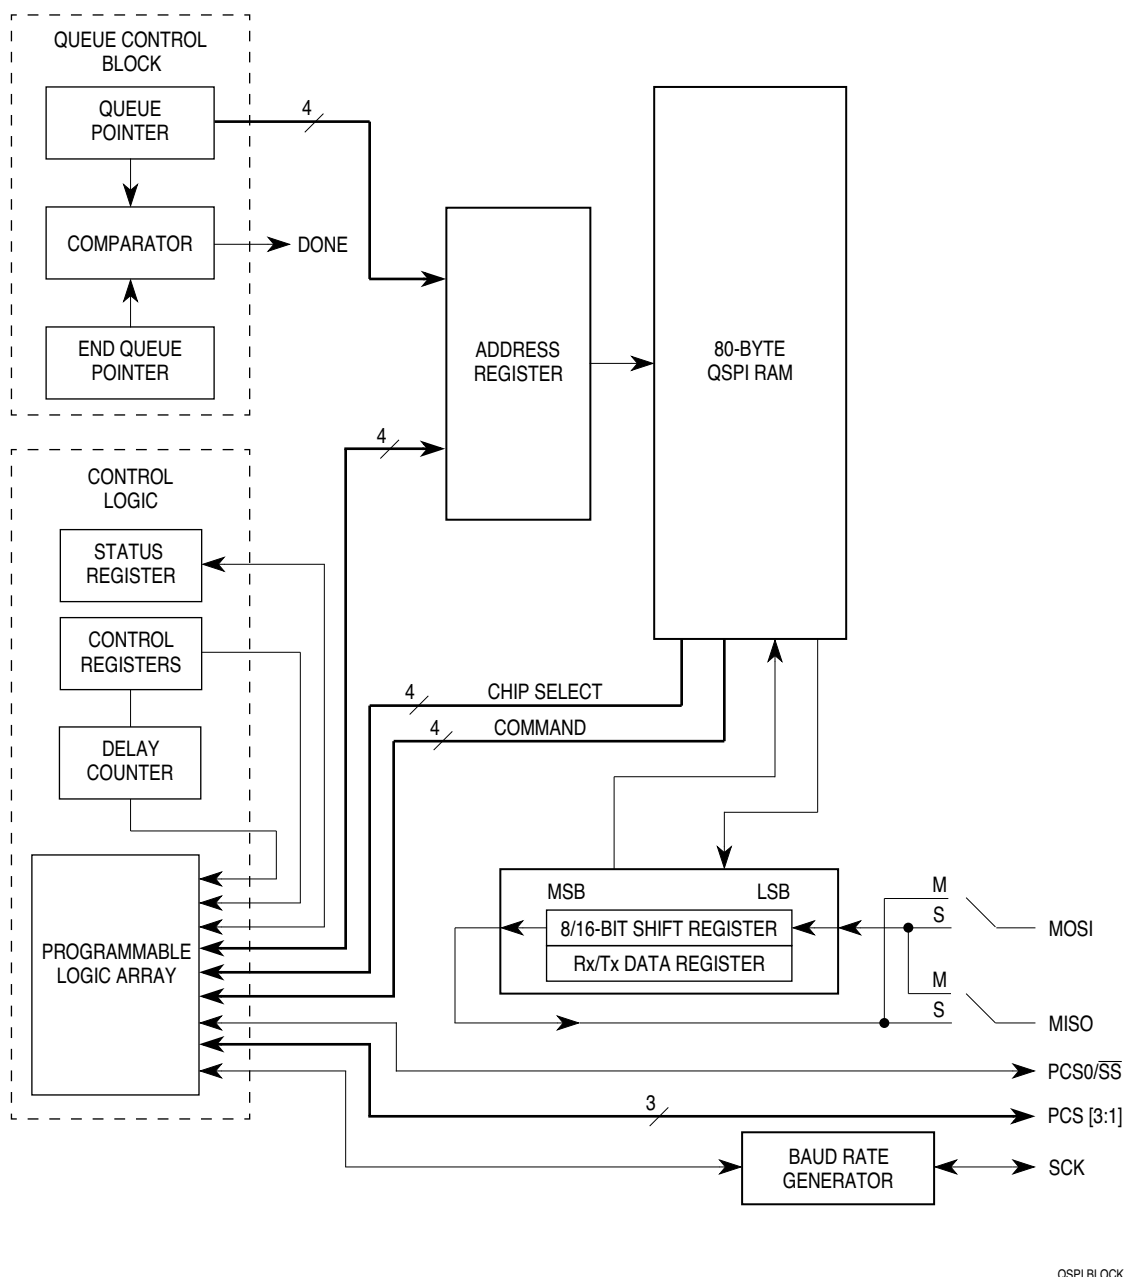 QUEUE CONTROL
BLOCK
QUEUE
POINTER
4
COMPARATOR
DONE
END QUEUE
POINTER
ADDRESS
REGISTER
80-BYTE
QSPI RAM
4
CONTROL
LOGIC
STATUS
REGISTER
CONTROL
REGISTERS
DELAY
COUNTER
4
CHIP SELECT
4
COMMAND
PROGRAMMABLE
LOGIC ARRAY
MSB
LSB
8/16-BIT SHIFT REGISTER
Rx/Tx DATA REGISTER
M
S
MOSI
M
S
MISO
PCS0/SS
3
PCS [3:1]
BAUD RATE
GENERATOR
SCK
QSPI BLOCK